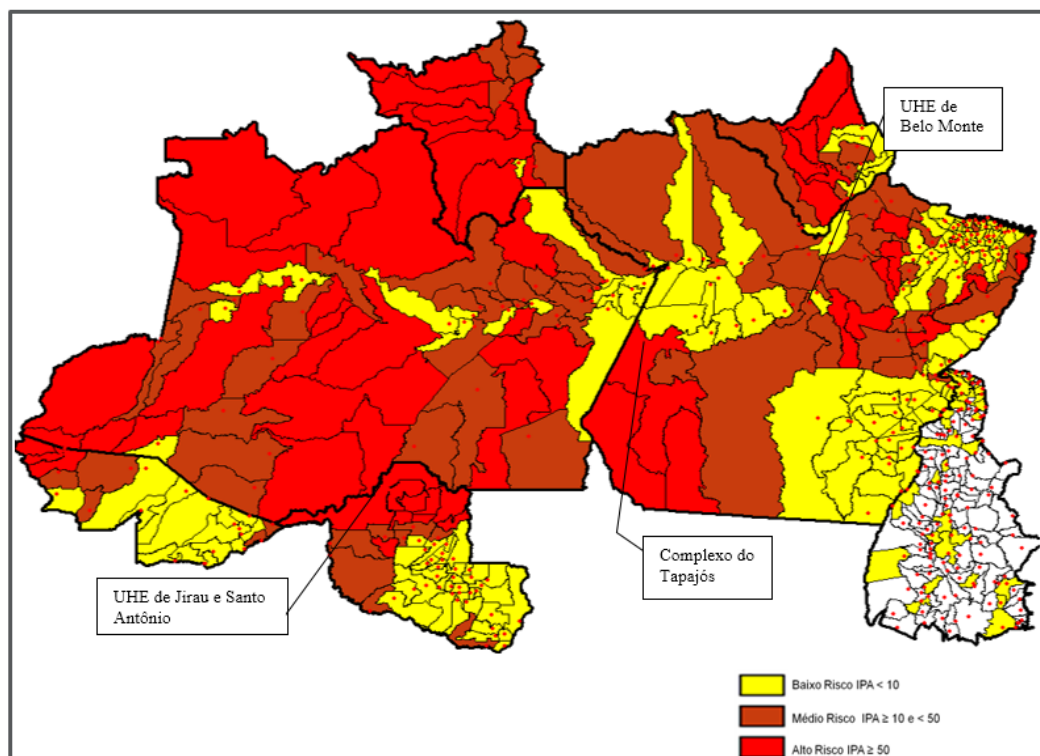 UHE de
Belo Monte
Complexo do
Tapajós
UHE de Jirau e Santo
Antônio
Baixo Risco IPA < 10
Médio Risco IPA ≥ 10 e < 50
Alto Risco IPA ≥ 50